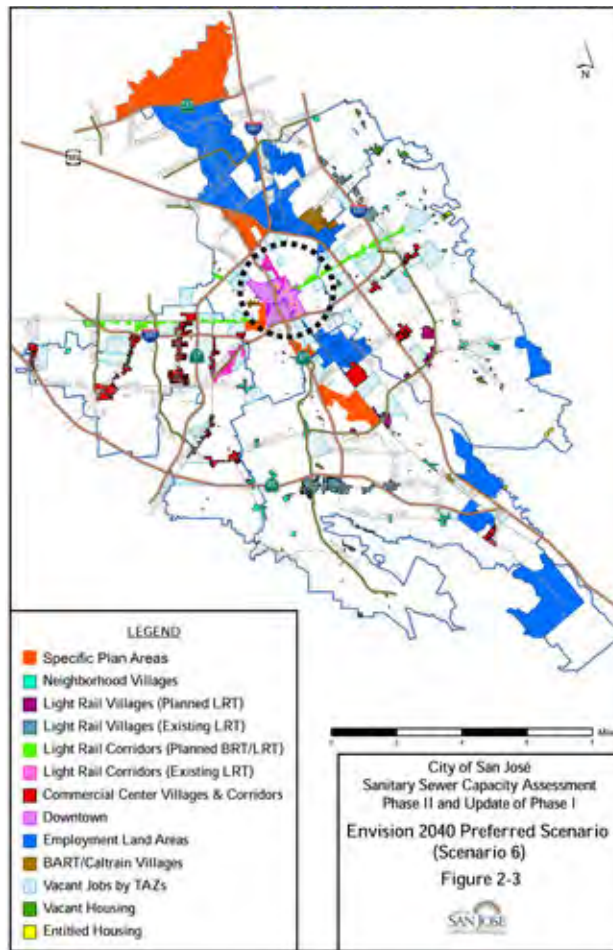 N
LEGEND
Specific Plan Areas
Neighborhood Villages
Light Rail Villages (Planned LRT)
Light Rail Villages (Existing LRT)
Light Rail Corridors (Planned BRT/LRT)
Light Rail Corridors (Existing LRT)
Commercial Center Villages & Corridors
Downtown
Employment Land Areas
BART/Caltrain Villages
Vacant Jobs by TAZs
Vacant Housing
Entitled Housing
City of San José
Sanitary Sewer Capacity Assessment
Phase II and Update of Phase I
Envision 2040 Preferred Scenario
(Scenario 6)
Figure 2-3
SAN JOSE